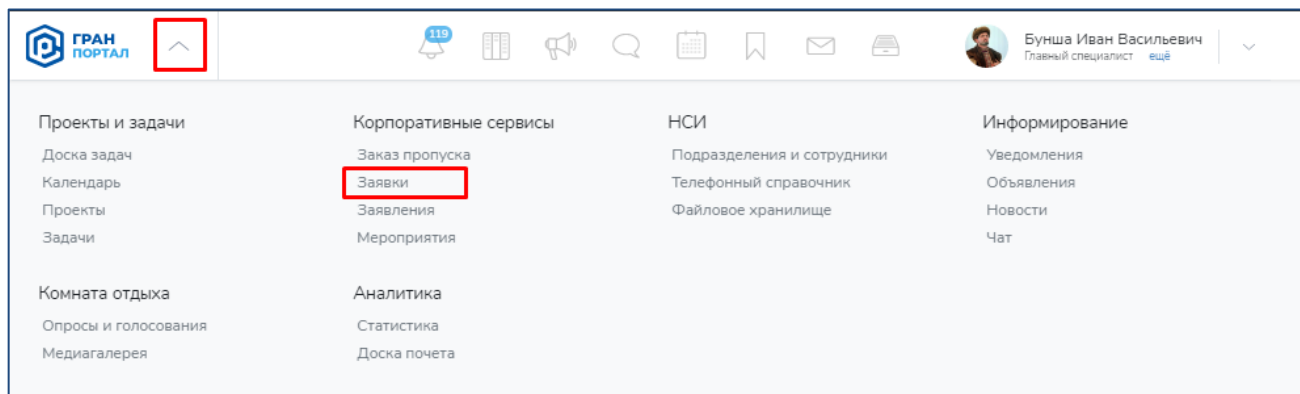 ГРАН
ПОРТАЛ
119
Бунша Иван Васильевич
Главный специалист ещё
Проекты и задачи
Доска задач
Календарь
Проекты
Задачи
Корпоративные сервисы
Заказ пропуска
Заявки
Заявления
Мероприятия
НСИ
Подразделения и сотрудники
Телефонный справочник
Файловое хранилище
Информирование
Уведомления
Объявления
Новости
Чат
Комната отдыха
Опросы и голосования
Медиагалерея
Аналитика
Статистика
Доска почета